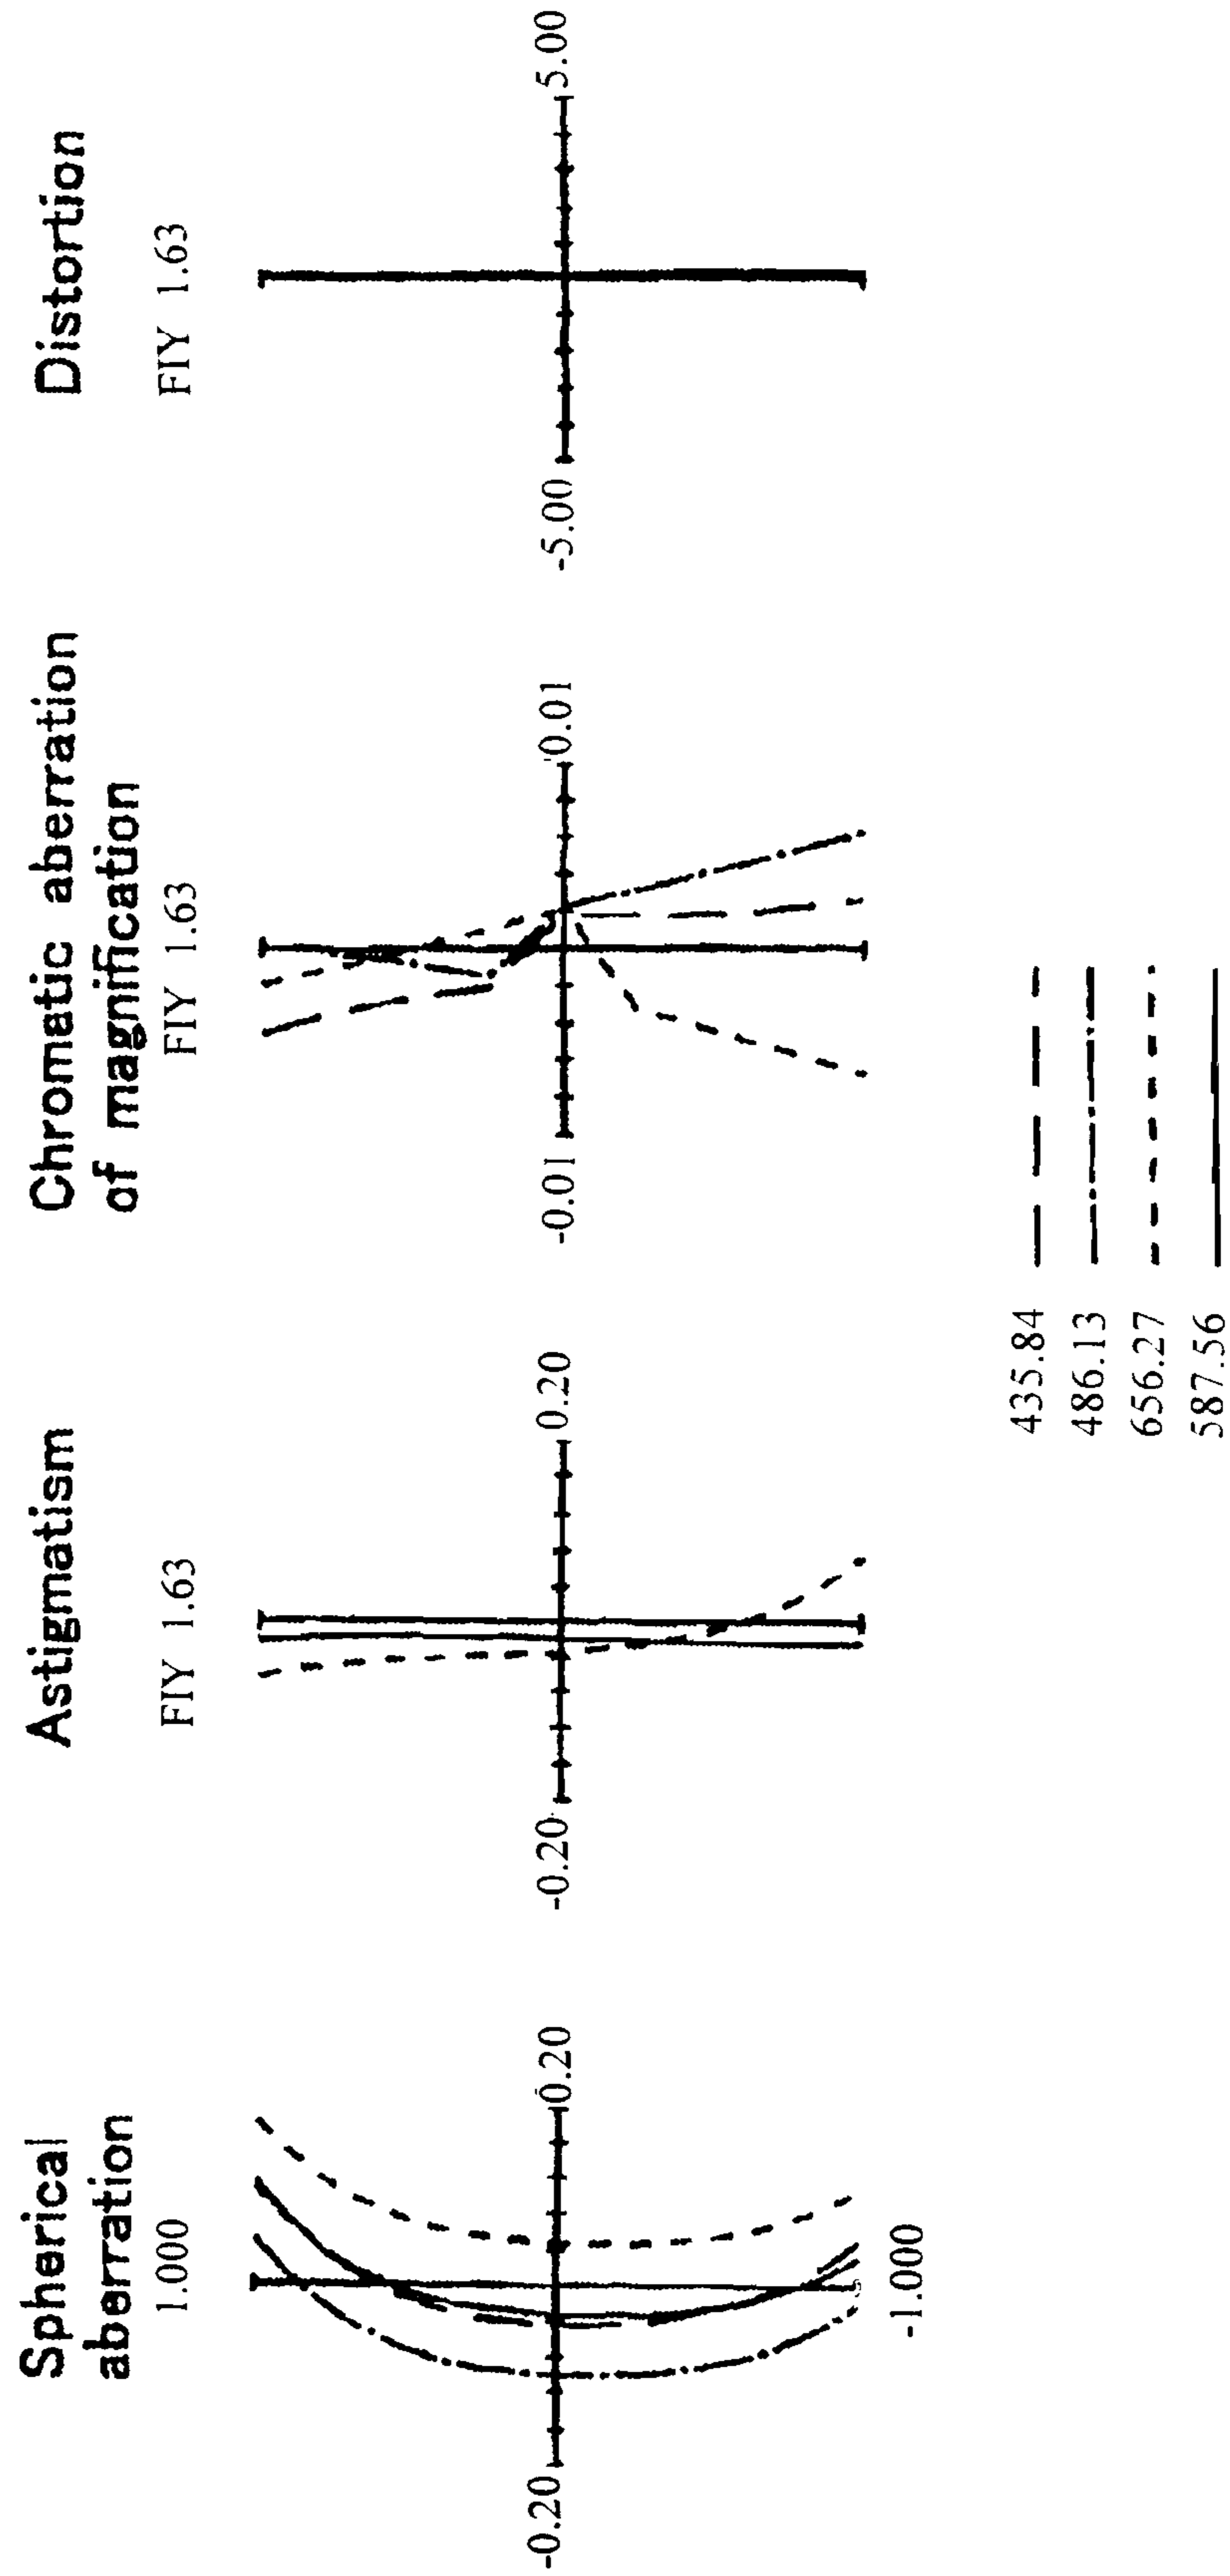 Spherical
aberration
1.000
-0.20
0.20
-1.000
Astigmatism
FIY 1.63
-0.20
0.20
Chromatic aberration
of magnification
FIY 1.63
-0.01
0.01
Distortion
FIY 1.63
-5.00
5.00
435.84
486.13
656.27
587.56